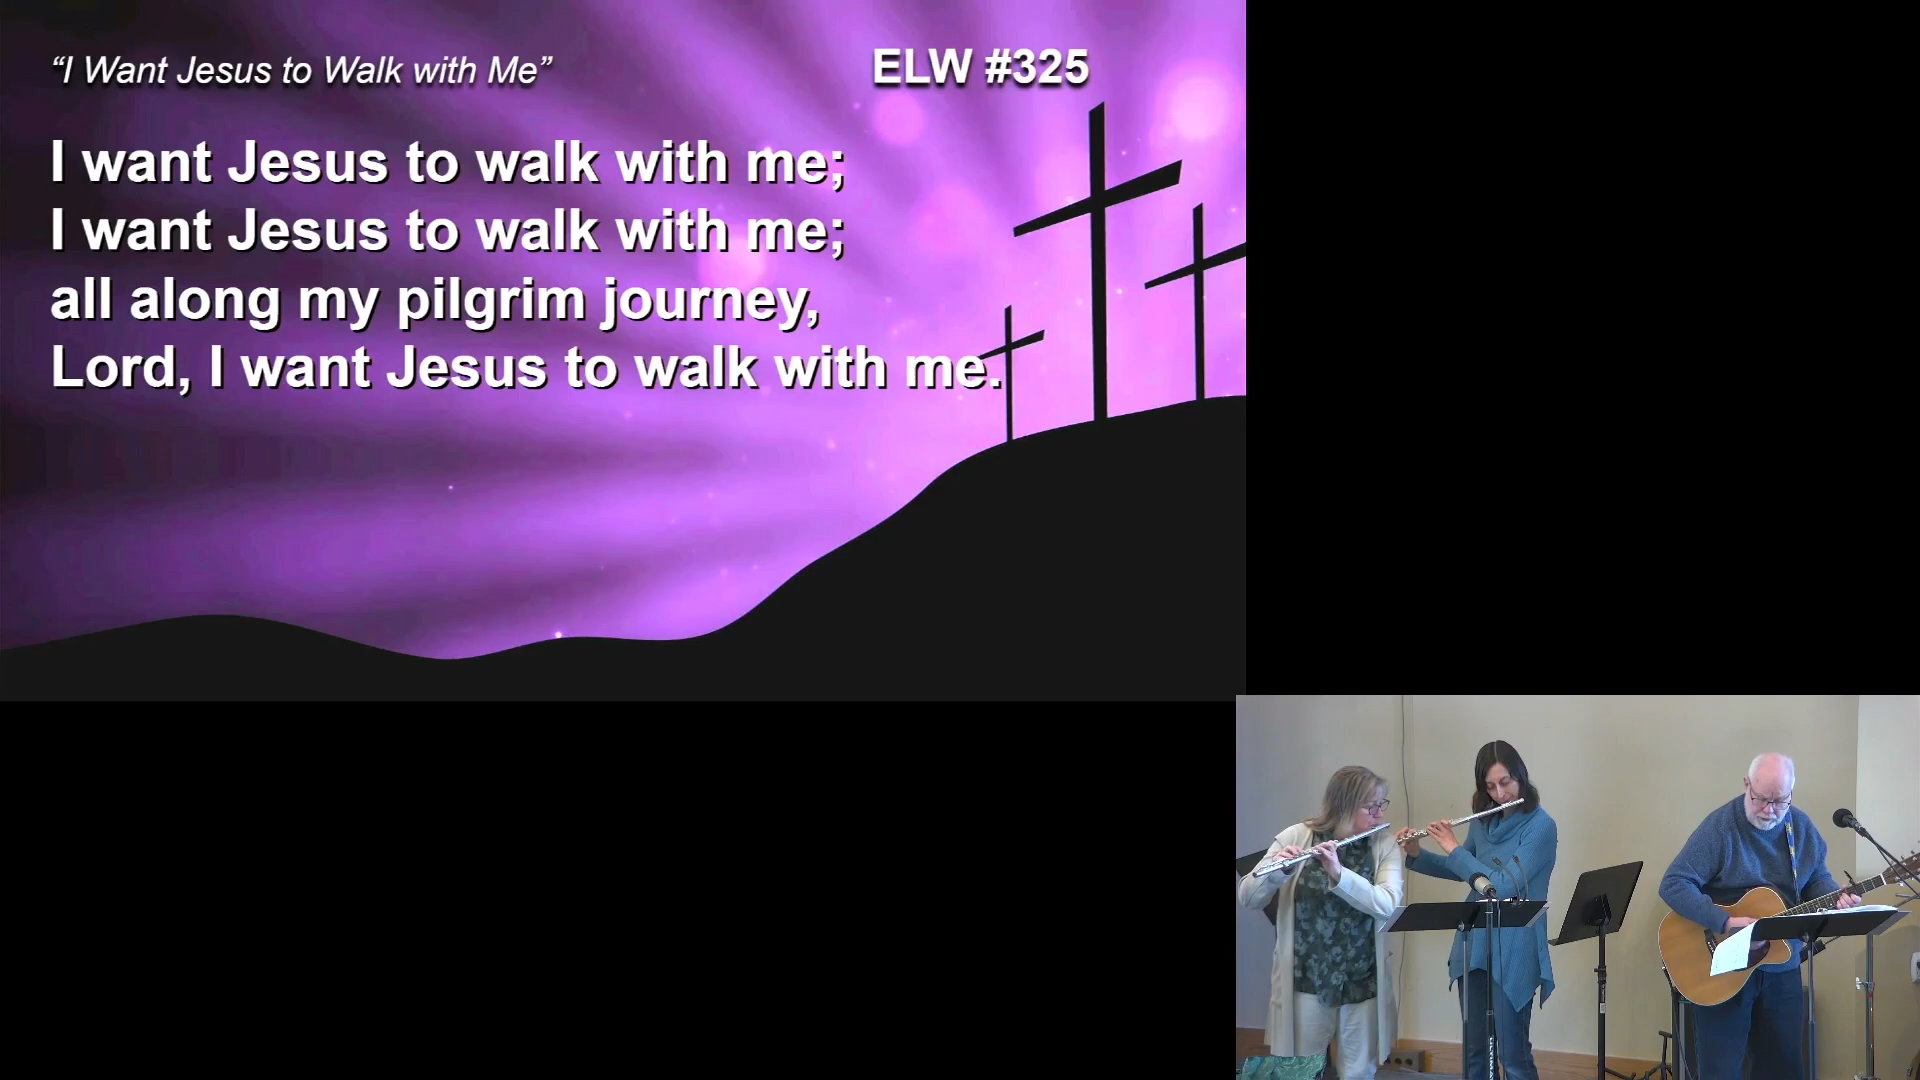 “I Want Jesus to Walk with Me”
ELW #325
I want Jesus to walk with me;
I want Jesus to walk with me;
all along my pilgrim journey,
Lord, I want Jesus to walk with me.